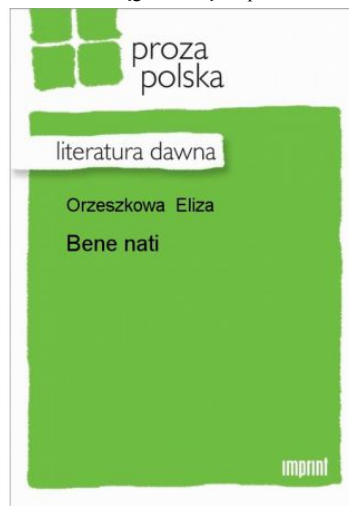 proza
polska
literatura dawna
Orzeszkowa Eliza
Bene nati
imprint